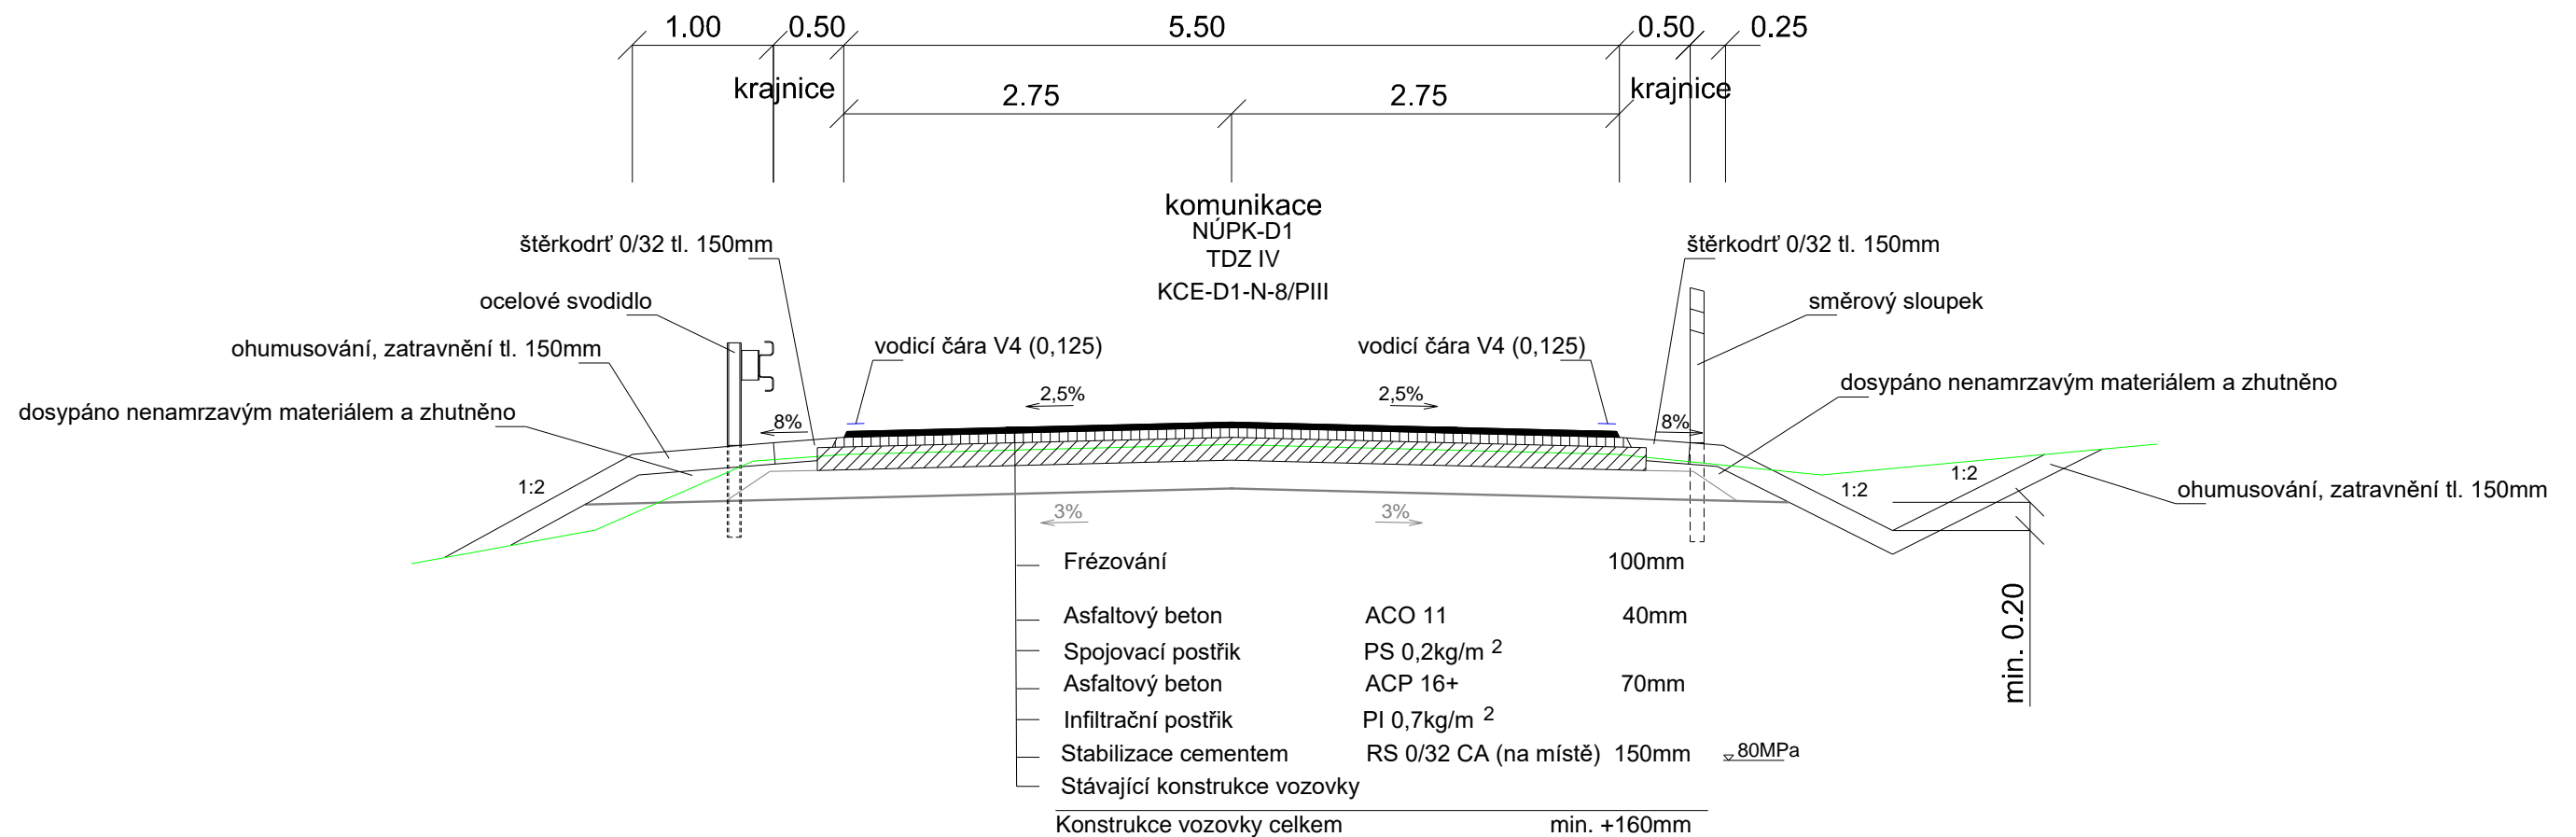 1.00 0.50 5.50 0.50 0.25
krajnice 2.75 2.75 krajnice
komunikace
NÚPK-D1
TDZ IV
KCE-D1-N-8/PIII
štěrkodrť 0/32 tl. 150mm
ocelové svodidlo
ohumusování, zatravnění tl. 150mm
dosypáno nenamrzavým materiálem a zhutněno
vodicí čára V4 (0,125)
vodicí čára V4 (0,125)
štěrkodrť 0/32 tl. 150mm
směrový sloupek
dosypáno nenamrzavým materiálem a zhutněno
ohumusování, zatravnění tl. 150mm
8% 2,5% 2,5% 8%
1:2 1:2 1:2
3% 3%
min. 0.20
Frézování 100mm
Asfaltový beton ACO 11 40mm
Spojovací postřik PS 0,2kg/m 2
Asfaltový beton ACP 16+ 70mm
Infiltrační postřik PI 0,7kg/m 2
Stabilizace cementem RS 0/32 CA (na místě) 150mm 80MPa
Stávající konstrukce vozovky
Konstrukce vozovky celkem min. +160mm